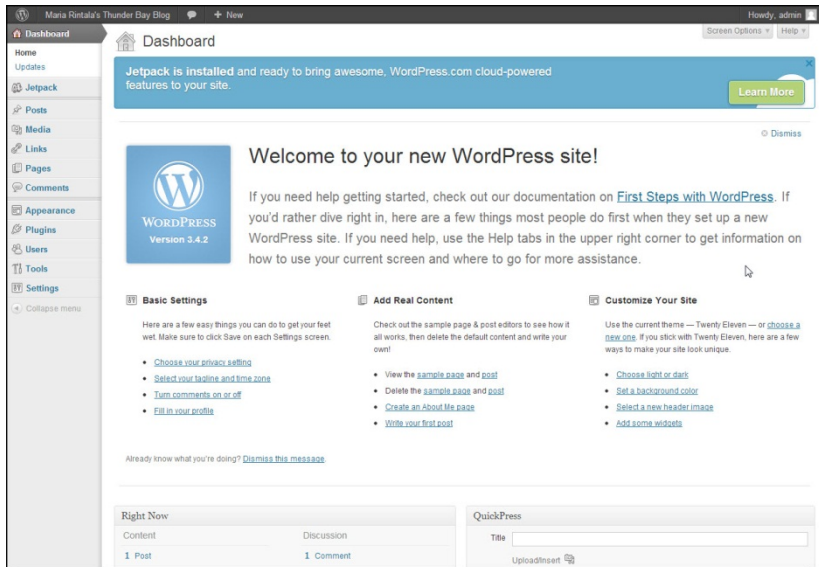 Maria Rintala's Thunder Bay Blog + New Howdy, admin
Dashboard
Home
Updates
Jetpack
Posts
Media
Links
Pages
Comments
Appearance
Plugins
Users
Tools
Settings
Collapse menu
Screen Options Help
Dashboard
Jetpack is installed and ready to bring awesome, WordPress.com cloud-powered
features to your site.
Learn More
Dismiss
WORDPRESS
Version 3.4.2
Welcome to your new WordPress site!
If you need help getting started, check out our documentation on First Steps with WordPress. If
you'd rather dive right in, here are a few things most people do first when they set up a new
WordPress site. If you need help, use the Help tabs in the upper right corner to get information on
how to use your current screen and where to go for more assistance.
Basic Settings
Here are a few easy things you can do to get your feet
wet. Make sure to click Save on each Settings screen.
Choose your privacy setting
Select your tagline and time zone
Turn comments on or off
Fill in your profile
Add Real Content
Check out the sample page & post editors to see how it
all works, then delete the default content and write your
own!
View the sample page and post
Delete the sample page and post
Create an About Me page
Write your first post
Customize Your Site
Use the current theme — Twenty Eleven — or choose a
new one. If you stick with Twenty Eleven, here are a few
ways to make your site look unique.
Choose light or dark
Set a background color
Select a new header image
Add some widgets
Already know what you're doing? Dismiss this message.
Right Now
Content Discussion
1 Post 1 Comment
QuickPress
Title
Upload/Insert